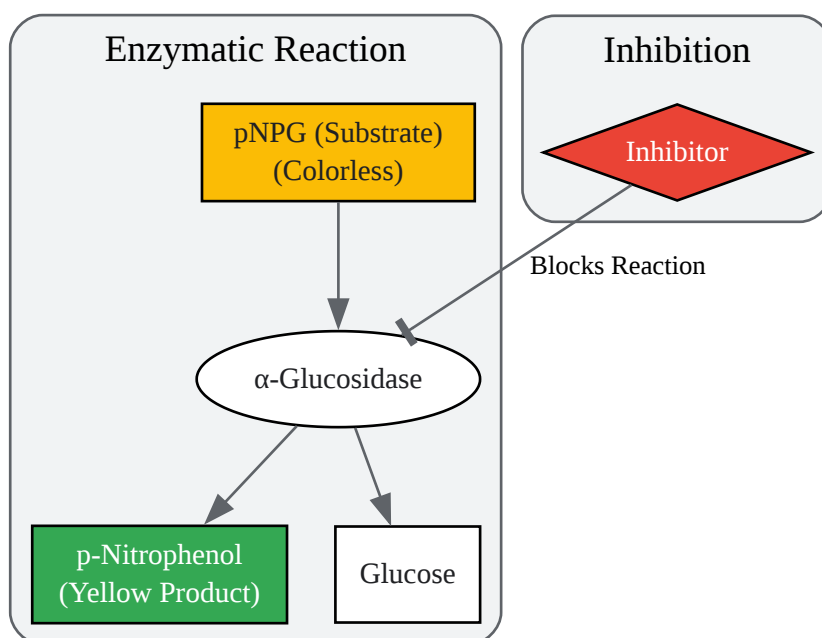 Enzymatic Reaction
Inhibition
pNPG (Substrate)
(Colorless)
Inhibitor
Blocks Reaction
α-Glucosidase
p-Nitrophenol
(Yellow Product)
Glucose